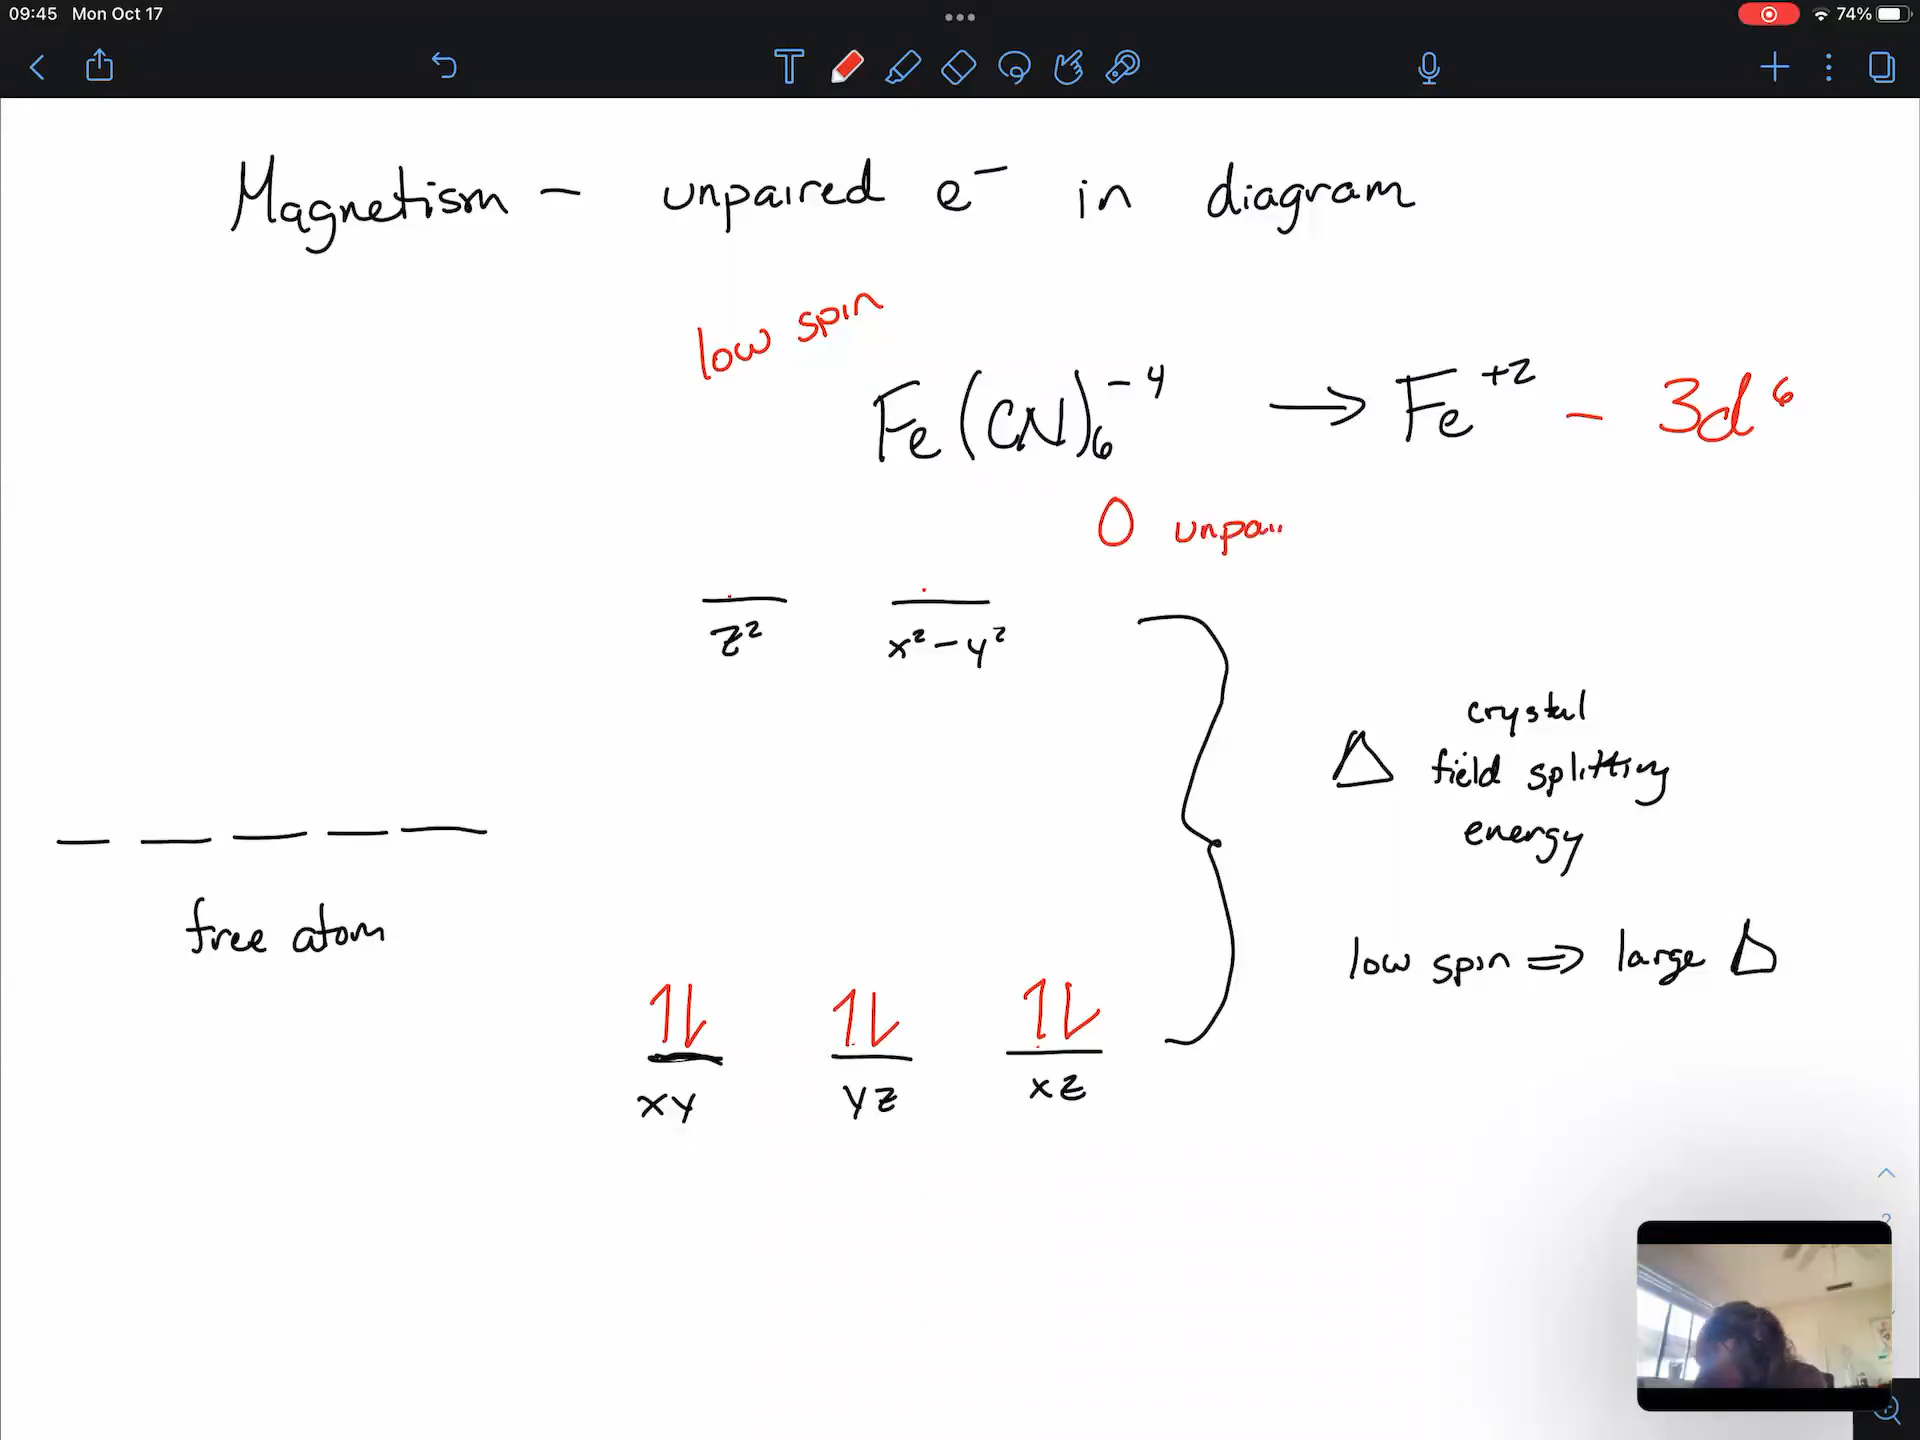 09:45 Mon Oct 17
74%
T
Magnetism - unpaired e⁻ in diagram
low spin
Fe(CN)₆⁻⁴ → Fe⁺² - 3d⁶
0 unpai
z² x²-y²
crystal
Δ field splitting
energy
free atom
low spin ⇒ large Δ
↿⇂ ↿⇂ ↿⇂
xy yz xz
2